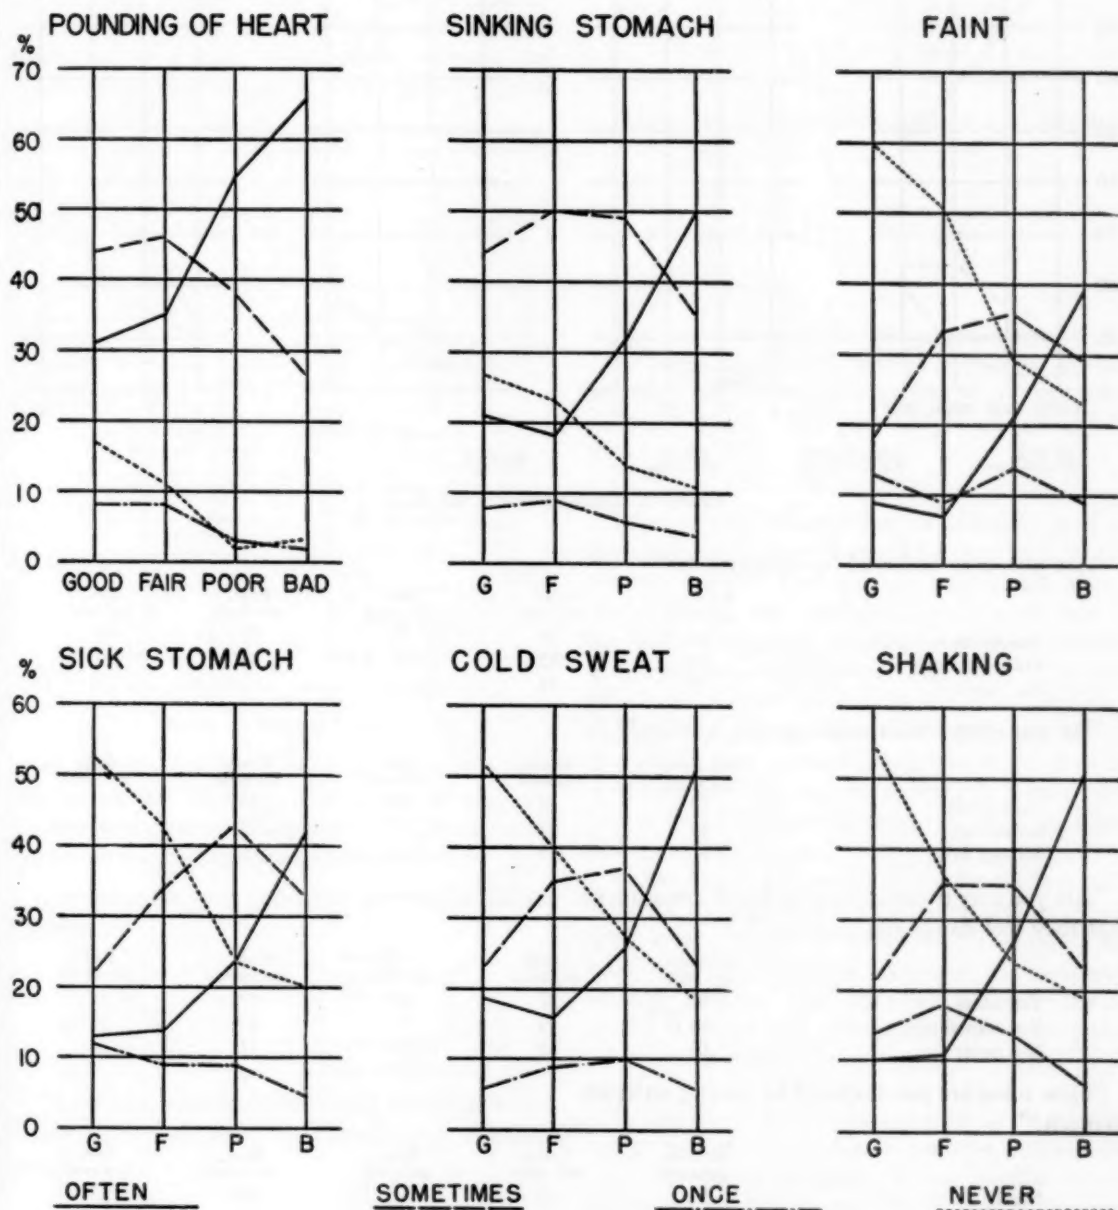 POUNDING OF HEART
SINKING STOMACH
FAINT
%
70
60
50
40
30
20
10
0
GOOD FAIR POOR BAD
G F P B
G F P B
SICK STOMACH
COLD SWEAT
SHAKING
%
60
50
40
30
20
10
0
G F P B
G F P B
G F P B
OFTEN
SOMETIMES
ONCE
NEVER